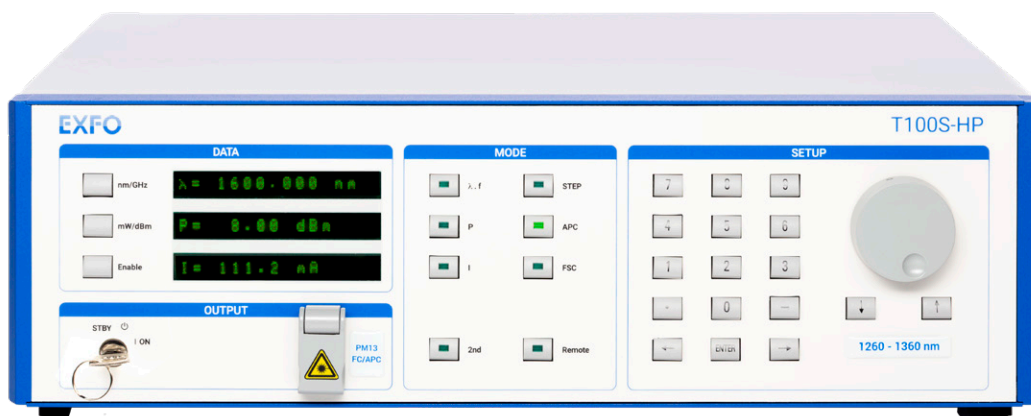 EXFO
T100S-HP
DATA
nm/GHz
λ= 1600.000 nm
mW/dBm
P= 8.00 dBm
Enable
I= 111.2 mA
OUTPUT
STBY
I ON
PM13
FC/APC
MODE
λ.f
STEP
P
APC
I
FSC
2nd
Remote
SETUP
7
4 5 6
1 2 3
. 0 —
← ENTER →
↓ ↑
1260 - 1360 nm